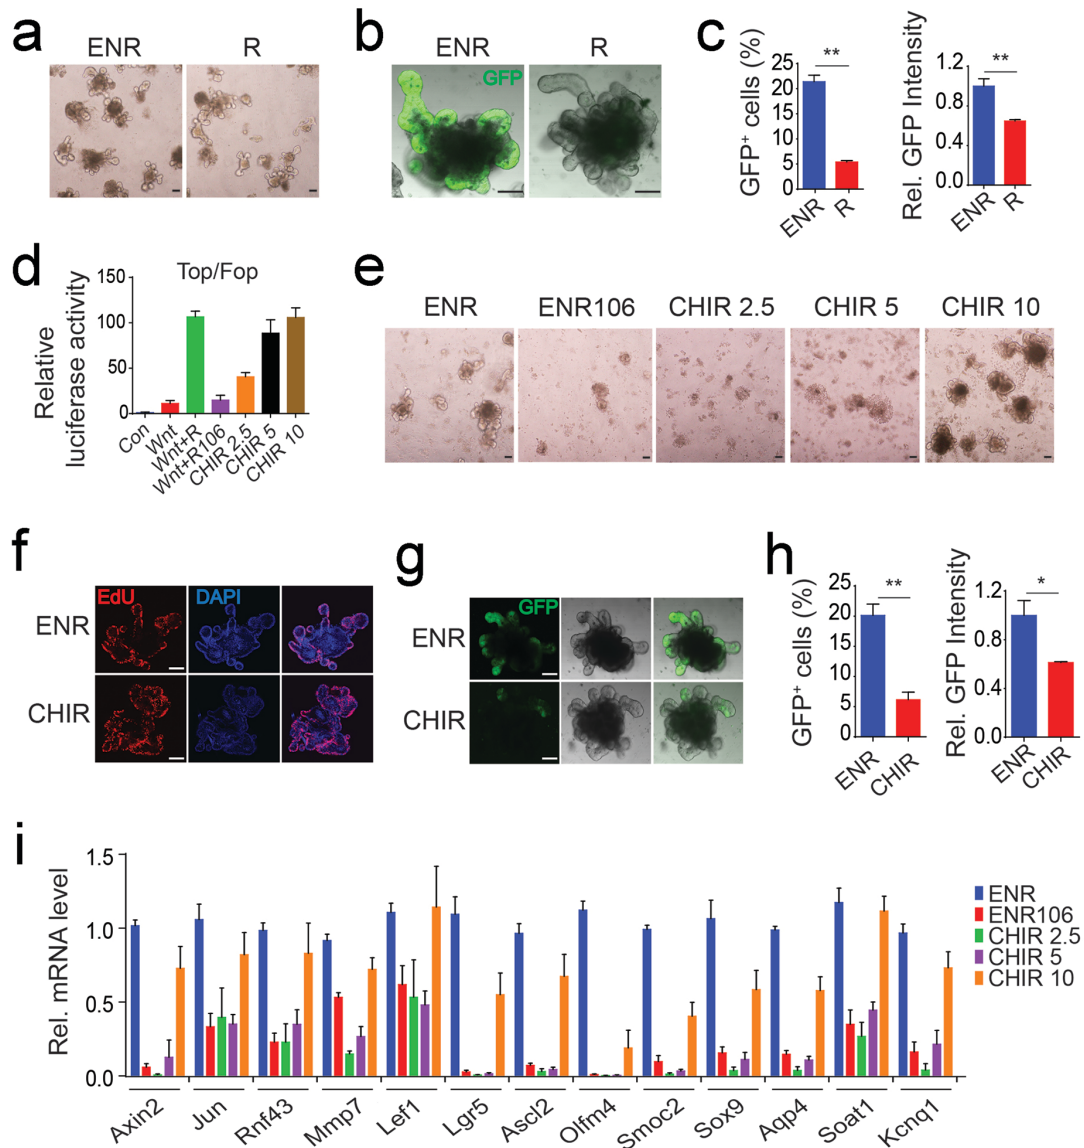 a
ENR R
b
ENR R
GFP
c
GFP+ cells (%)
25
20
15
10
5
0
ENR
R
**
Rel. GFP Intensity
1.2
0.8
0.4
0.0
ENR
R
**
d
Top/Fop
Relative
luciferase activity
150
100
50
0
Con
Wnt
Wnt+R
Wnt+R106
CHIR 2.5
CHIR 5
CHIR 10
e
ENR ENR106 CHIR 2.5 CHIR 5 CHIR 10
f
EdU DAPI
ENR
CHIR
g
GFP
ENR
CHIR
h
GFP+ cells (%)
25
20
15
10
5
0
ENR
CHIR
**
Rel. GFP Intensity
1.2
0.8
0.4
0.0
ENR
CHIR
*
i
Rel. mRNA level
1.5
1.0
0.5
0.0
Axin2
Jun
Rnf43
Mmp7
Lef1
Lgr5
Ascl2
Olfm4
Smoc2
Sox9
Aqp4
Soat1
Kcnq1
ENR
ENR106
CHIR 2.5
CHIR 5
CHIR 10